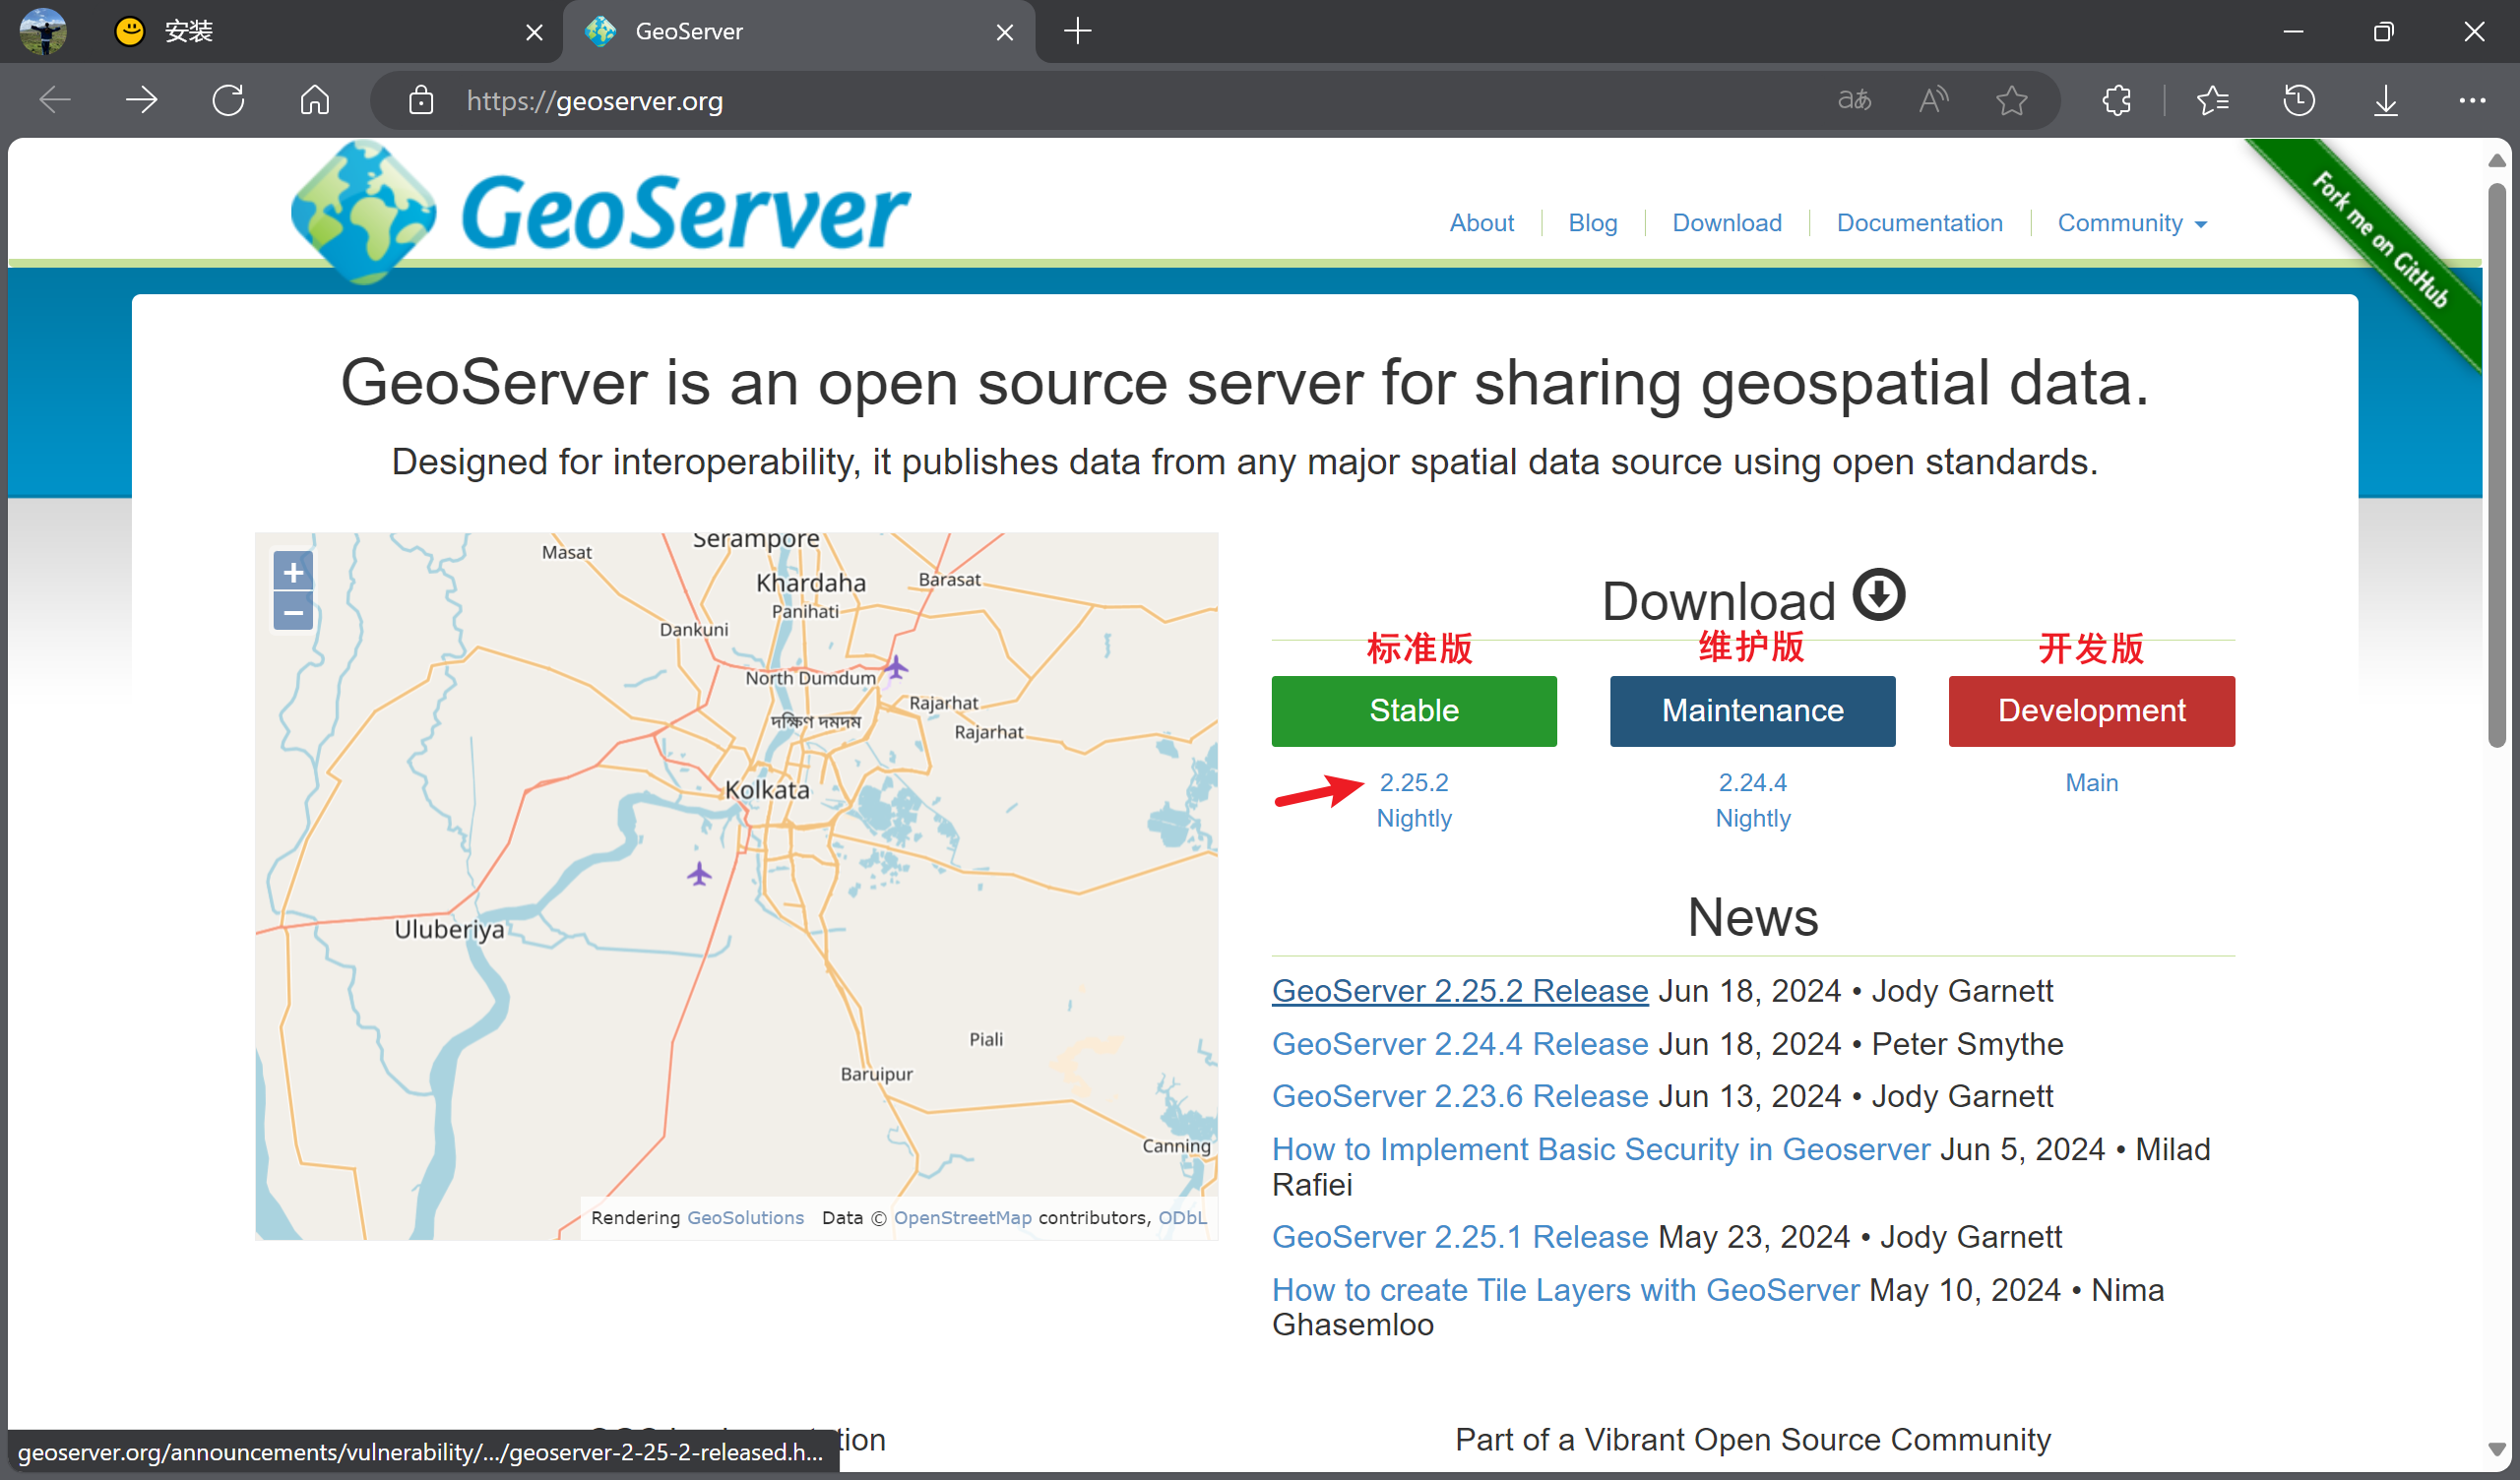 安装
GeoServer
https://geoserver.org
GeoServer
About
Blog
Download
Documentation
Community
Fork me on GitHub
GeoServer is an open source server for sharing geospatial data.
Designed for interoperability, it publishes data from any major spatial data source using open standards.
+
−
Serampore
Masat
Khardaha
Barasat
Panihati
Dankuni
North Dumdum
Rajarhat
দক্ষিণ দমদম
Rajarhat
Kolkata
Uluberiya
Piali
Baruipur
Canning
Rendering GeoSolutions Data © OpenStreetMap contributors, ODbL
Download
标准版 维护版 开发版
Stable Maintenance Development
2.25.2 2.24.4 Main
Nightly Nightly
News
GeoServer 2.25.2 Release Jun 18, 2024 • Jody Garnett
GeoServer 2.24.4 Release Jun 18, 2024 • Peter Smythe
GeoServer 2.23.6 Release Jun 13, 2024 • Jody Garnett
How to Implement Basic Security in Geoserver Jun 5, 2024 • Milad
Rafiei
GeoServer 2.25.1 Release May 23, 2024 • Jody Garnett
How to create Tile Layers with GeoServer May 10, 2024 • Nima
Ghasemloo
Part of a Vibrant Open Source Community
geoserver.org/announcements/vulnerability/.../geoserver-2-25-2-released.h...